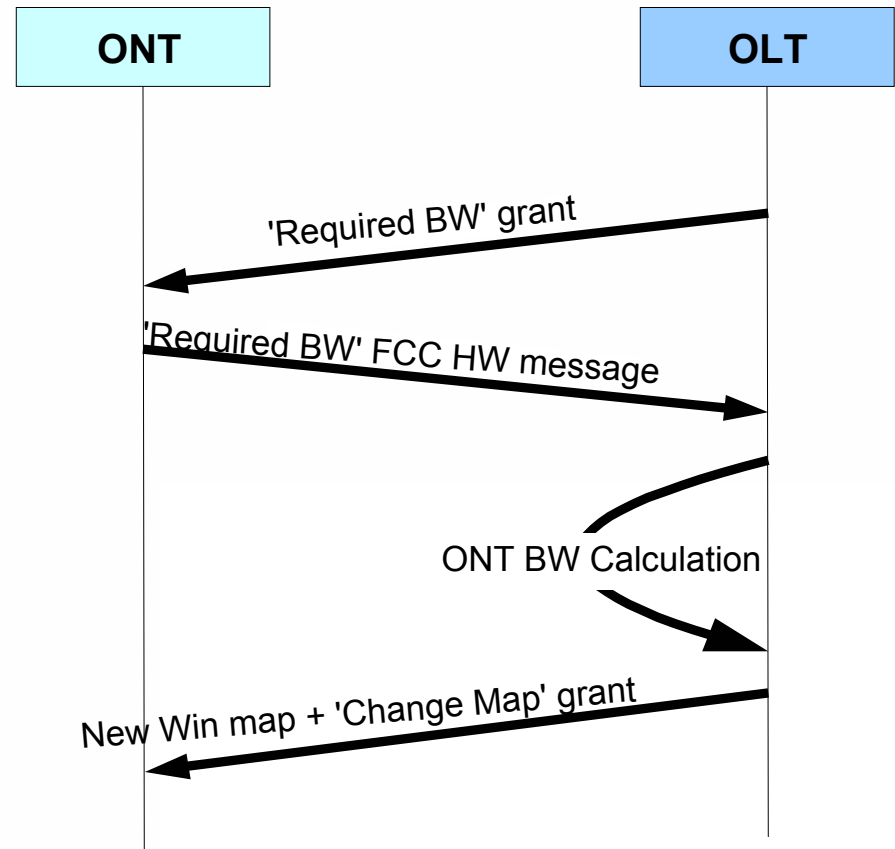 ONT
OLT
'Required BW' grant
'Required BW' FCC HW message
ONT BW Calculation
New Win map + 'Change Map' grant